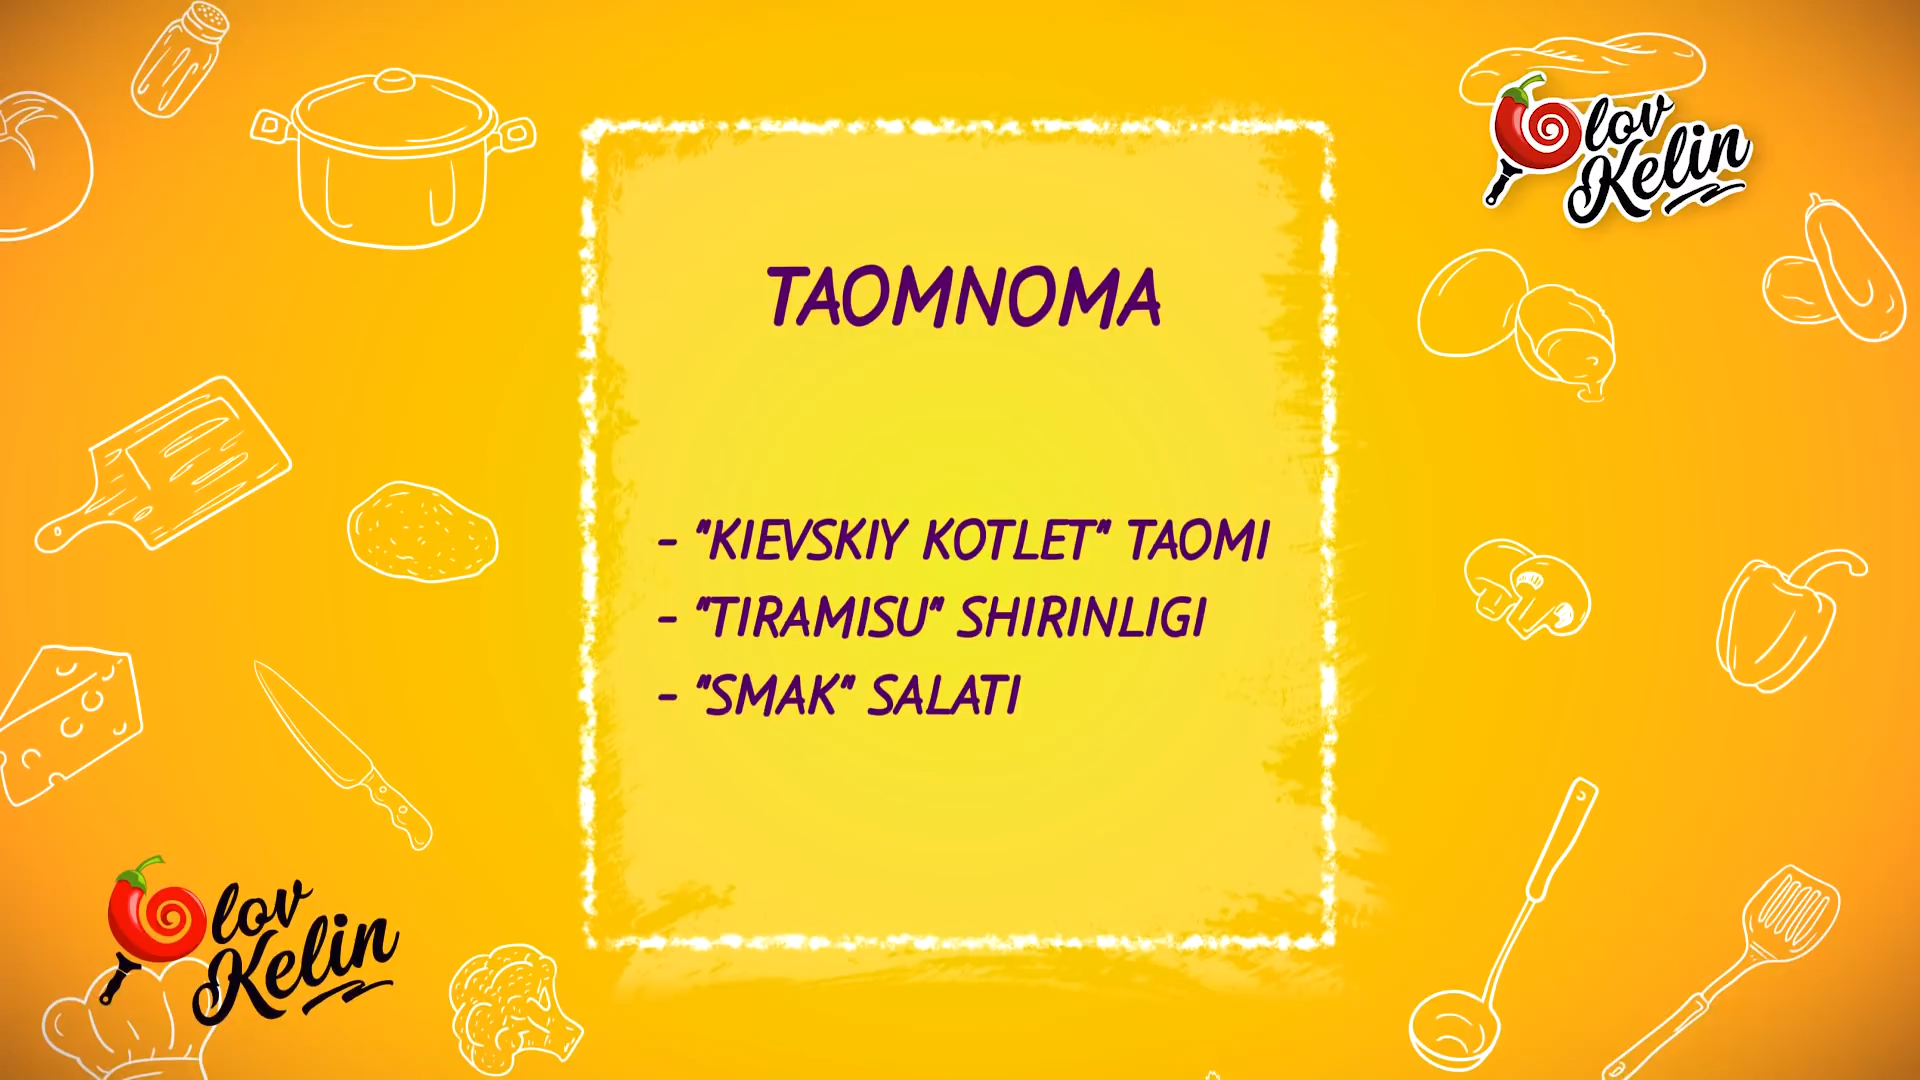 Olov
Kelin
TAOMNOMA
- "KIEVSKIY KOTLET" TAOMI
- "TIRAMISU" SHIRINLIGI
- "SMAK" SALATI
Olov
Kelin